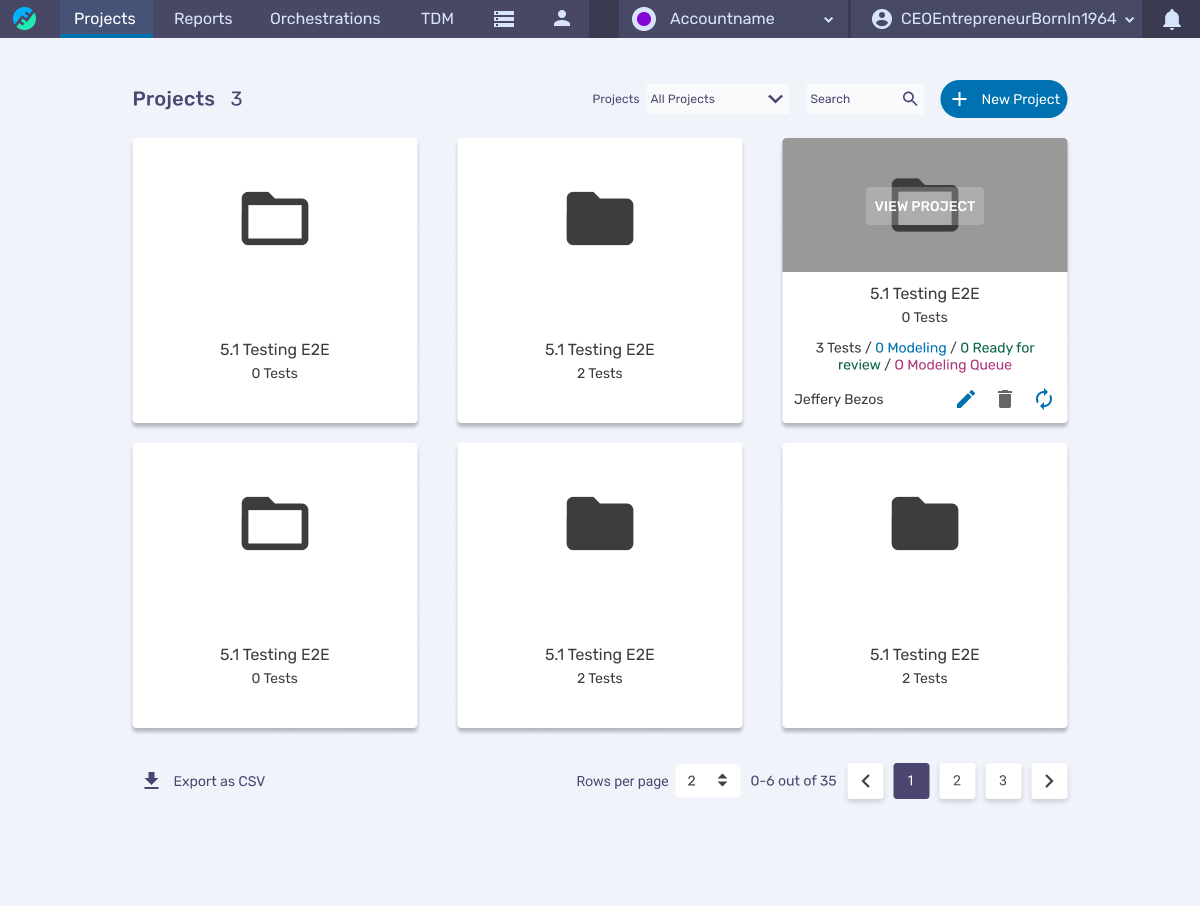 Projects Reports Orchestrations TDM Accountname CEOEntrepreneurBornIn1964
Projects 3 Projects All Projects Search New Project
VIEW PROJECT
5.1 Testing E2E
0 Tests
5.1 Testing E2E
2 Tests
5.1 Testing E2E
0 Tests
3 Tests / 0 Modeling / 0 Ready for
review / 0 Modeling Queue
Jeffery Bezos
5.1 Testing E2E
0 Tests
5.1 Testing E2E
2 Tests
5.1 Testing E2E
2 Tests
Export as CSV Rows per page 2 0-6 out of 35 1 2 3